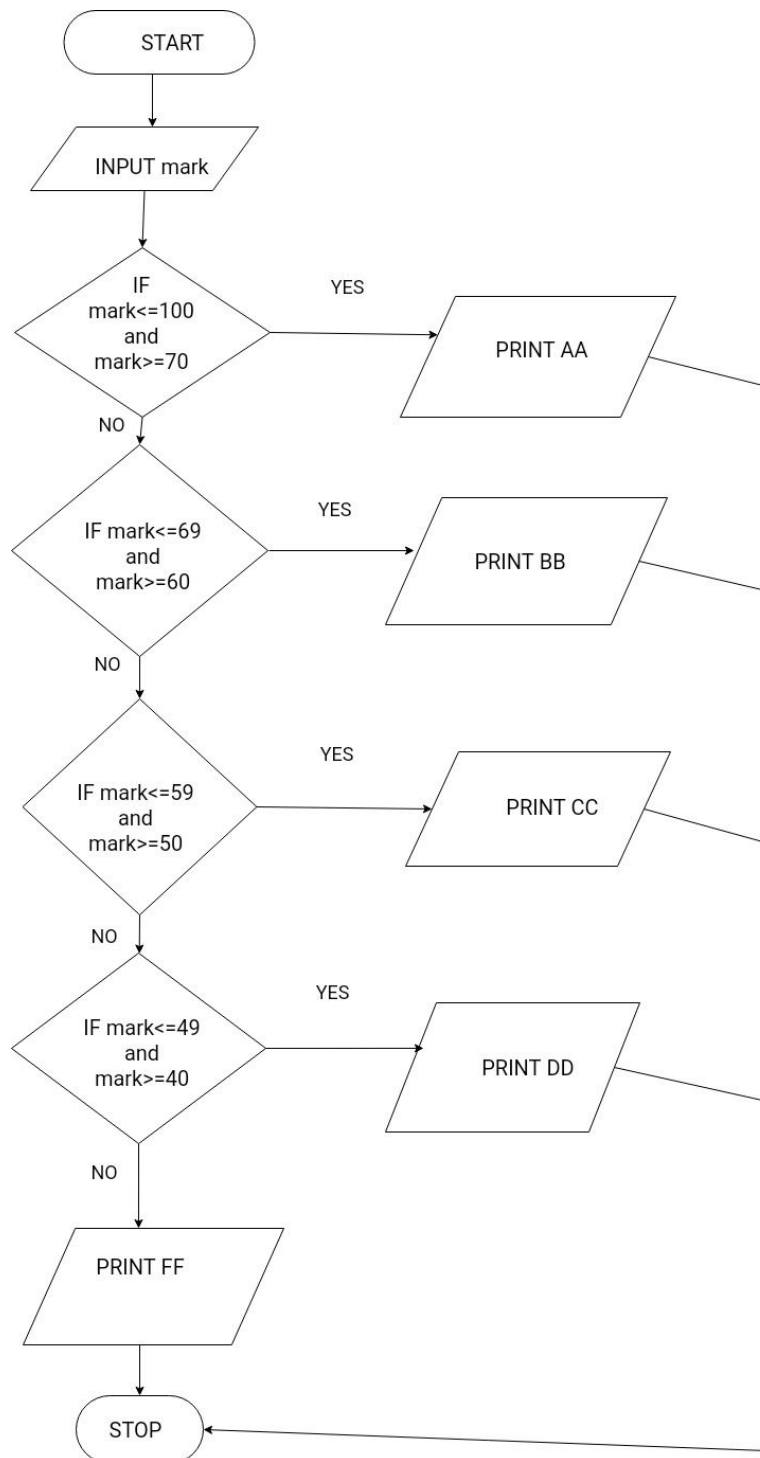 START
INPUT mark
IF
mark<=100
and
mark>=70
YES
PRINT AA
NO
IF mark<=69
and
mark>=60
YES
PRINT BB
NO
IF mark<=59
and
mark>=50
YES
PRINT CC
NO
IF mark<=49
and
mark>=40
YES
PRINT DD
NO
PRINT FF
STOP